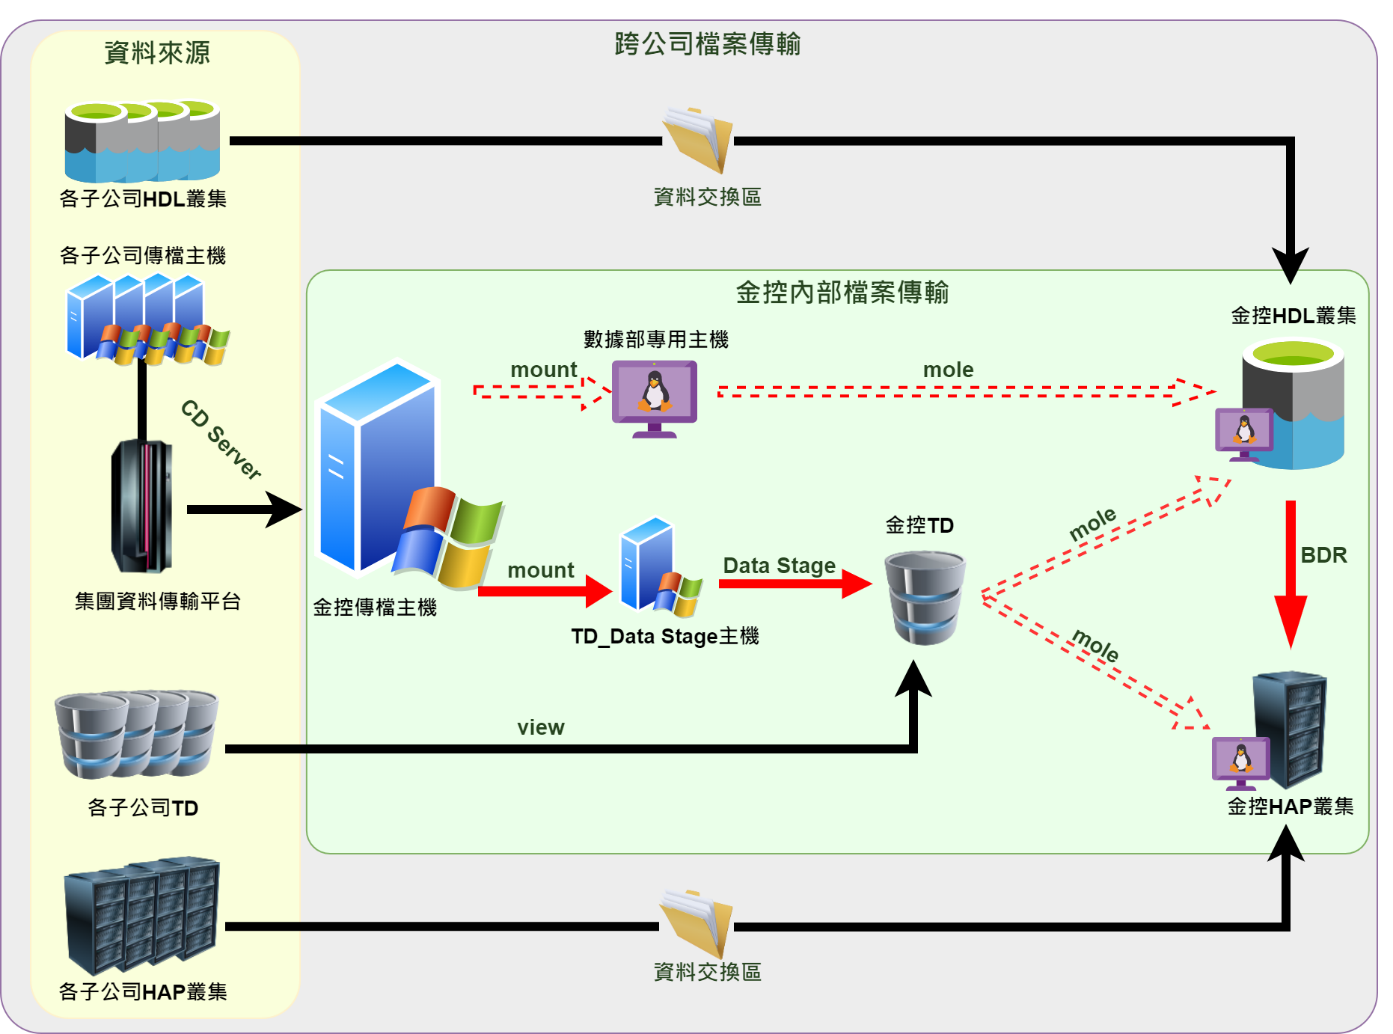 跨公司檔案傳輸
資料來源
各子公司HDL叢集
資料交換區
各子公司傳檔主機
CD Server
集團資料傳輸平台
各子公司TD
各子公司HAP叢集
金控內部檔案傳輸
金控HDL叢集
數據部專用主機
mount
mole
金控傳檔主機
mount
TD_Data Stage主機
Data Stage
金控TD
mole
mole
BDR
view
金控HAP叢集
資料交換區